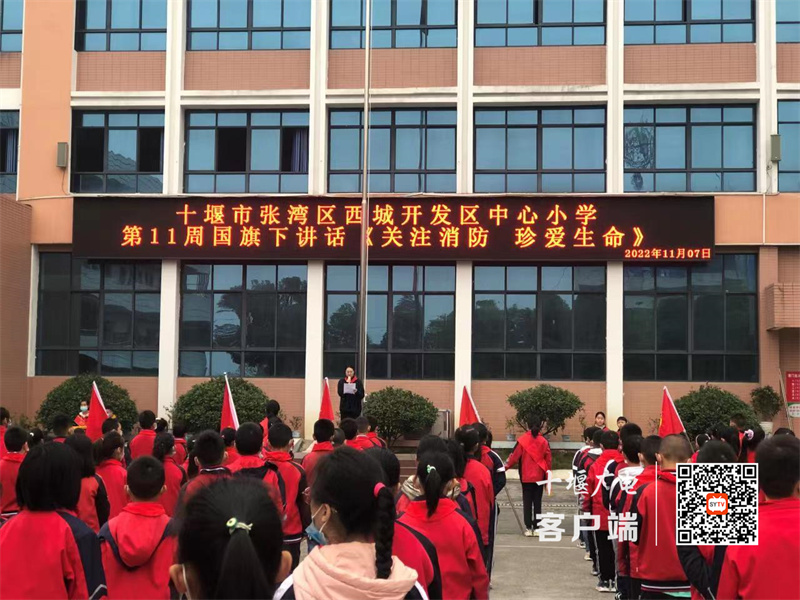 十堰市张湾区西城开发区中心小学
第11周国旗下讲话《关注消防 珍爱生命》
2022年11月07日
十堰广电
客户端
SYTV